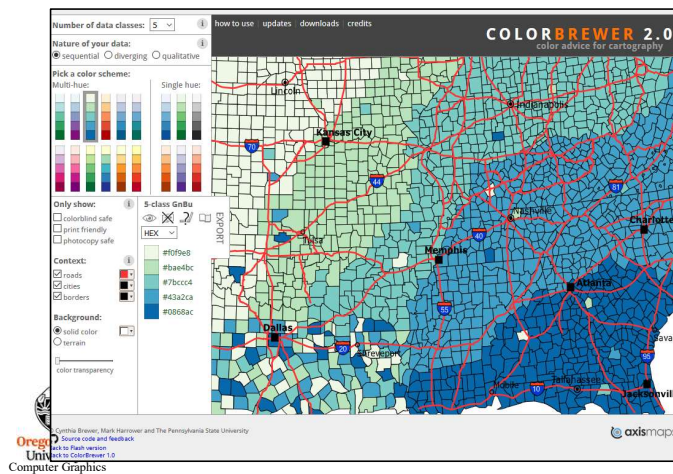 Number of data classes: 5 i
how to use | updates | downloads | credits
COLORBREWER 2.0
color advice for cartography
Nature of your data: i
sequential diverging qualitative
Pick a color scheme:
Multi-hue: Single hue:
Only show: i
colorblind safe
print friendly
photocopy safe
Context: i
roads
cities
borders
Background:
solid color
terrain
color transparency
5-class GnBu
HEX
EXPORT
#f0f9e8
#bae4bc
#7bccc4
#43a2ca
#0868ac
Lincoln
Indianapolis
Kansas City
70
44
81
Nashville
Charlotte
40
Tulsa
Memphis
Atlanta
55
Dallas
20
Shreveport
Sava
95
Mobile
10
Tallahassee
Jacksonville
Cynthia Brewer, Mark Harrower and The Pennsylvania State University
Source code and feedback
ack to Flash version
ack to ColorBrewer 1.0
axismaps
Orego
Univ
Computer Graphics